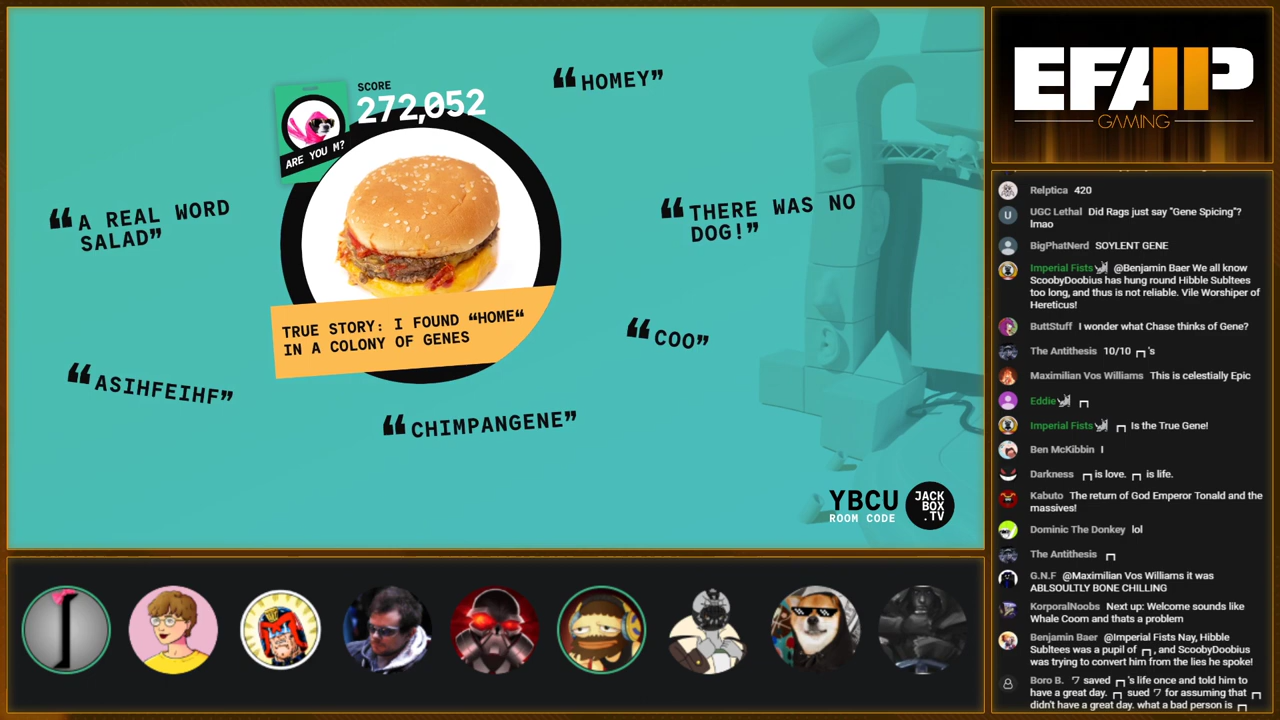 SCORE
272,052
ARE YOU M?
❝HOMEY”
❝A REAL WORD
SALAD”
❝THERE WAS NO
DOG!”
TRUE STORY: I FOUND “HOME“
IN A COLONY OF GENES
❝COO”
❝ASIHFEIHF”
❝CHIMPANGENE”
YBCU
ROOM CODE
JACK
BOX
.TV
EFAP
GAMING
Relptica 420
UGC Lethal Did Rags just say "Gene Spicing"?
lmao
BigPhatNerd SOYLENT GENE
Imperial Fists @Benjamin Baer We all know
ScoobyDoobius has hung round Hibble Subltees
too long, and thus is not reliable. Vile Worshiper of
Hereticus!
ButtStuff I wonder what Chase thinks of Gene?
The Antithesis 10/10 ┌┐'s
Maximilian Vos Williams This is celestially Epic
Eddie ┌┐
Imperial Fists ┌┐ Is the True Gene!
Ben McKibbin I
Darkness ┌┐is love. ┌┐ is life.
Kabuto The return of God Emperor Tonald and the
massives!
Dominic The Donkey lol
The Antithesis ┌┐
G.N.F @Maximilian Vos Williams it was
ABLSOULTLY BONE CHILLING
KorporalNoobs Next up: Welcome sounds like
Whale Coom and thats a problem
Benjamin Baer @Imperial Fists Nay, Hibble
Subltees was a pupil of ┌┐, and ScoobyDoobius
was trying to convert him from the lies he spoke!
Boro B. ワ saved ┌┐'s life once and told him to
have a great day. ┌┐ sued ワ for assuming that ┌┐
didn't have a great day. what a bad person is ┌┐